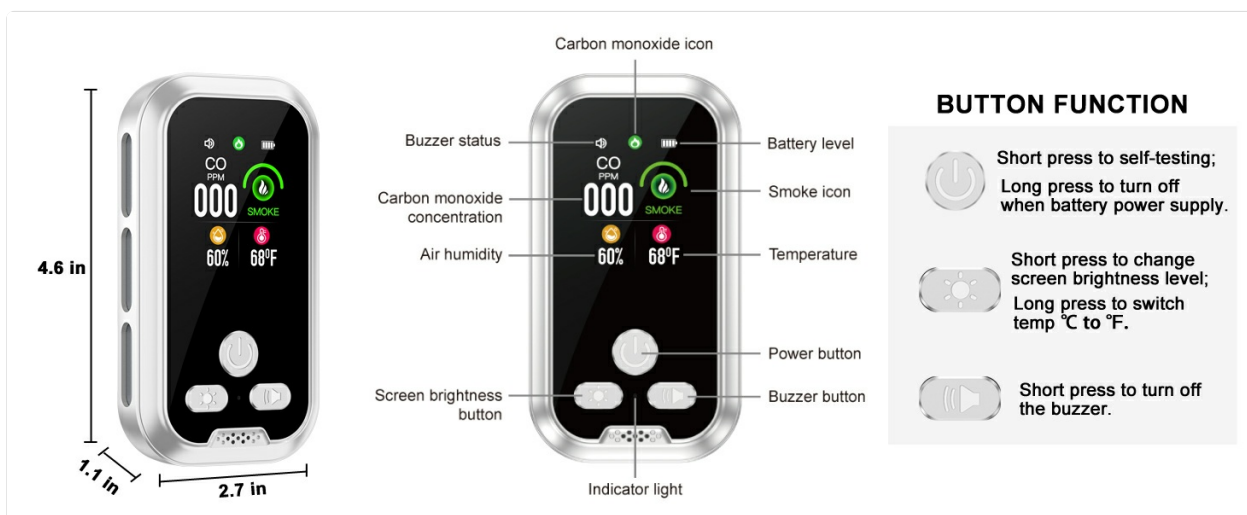 4.6 in
1.1 in
2.7 in
CO
PPM
000
SMOKE
60%
68°F
Carbon monoxide icon
Buzzer status
Battery level
CO
PPM
000
SMOKE
Smoke icon
Carbon monoxide
concentration
Air humidity
60%
68°F
Temperature
Power button
Screen brightness
button
Buzzer button
Indicator light
BUTTON FUNCTION
Short press to self-testing;
Long press to turn off
when battery power supply.
Short press to change
screen brightness level;
Long press to switch
temp °C to °F.
Short press to turn off
the buzzer.